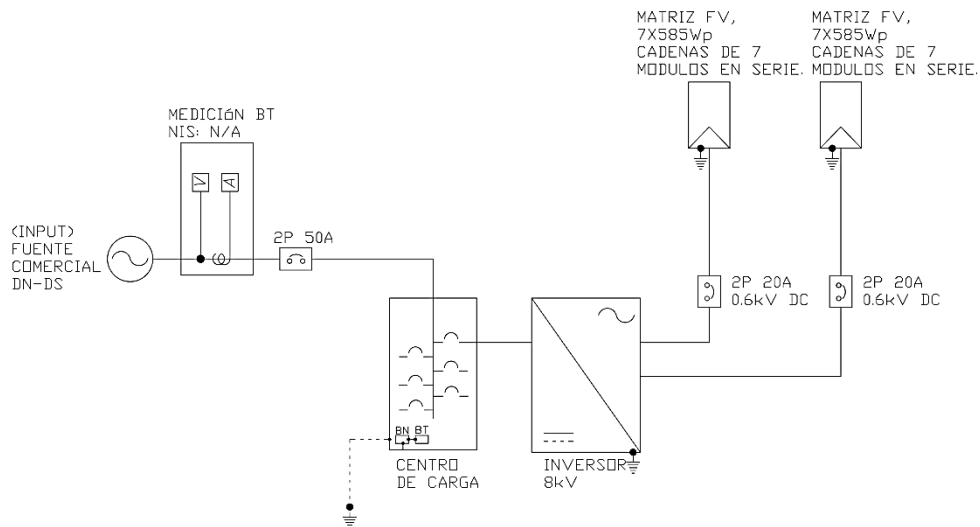 MATRIZ FV,
7X585Wp
CADENAS DE 7
MODULOS EN SERIE.
MATRIZ FV,
7X585Wp
CADENAS DE 7
MODULOS EN SERIE.
MEDICIóN BT
NIS: N/A
V
A
(INPUT)
FUENTE
COMERCIAL
DN-DS
2P 50A
2P 20A
0.6kV DC
2P 20A
0.6kV DC
BN
BT
CENTRO
DE CARGA
INVERSOR
8kV